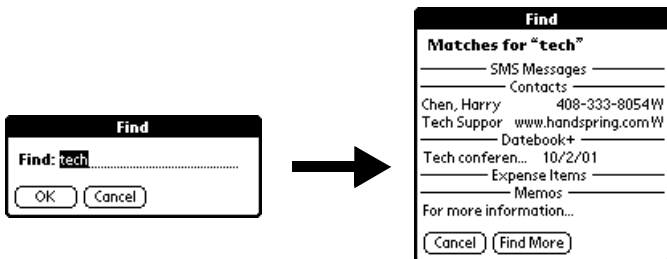 Find
Find: tech
OK Cancel
Find
Matches for “tech”
SMS Messages
Contacts
Chen, Harry 408-333-8054W
Tech Suppor www.handspring.comW
Datebook+
Tech conferen... 10/2/01
Expense Items
Memos
For more information...
Cancel Find More